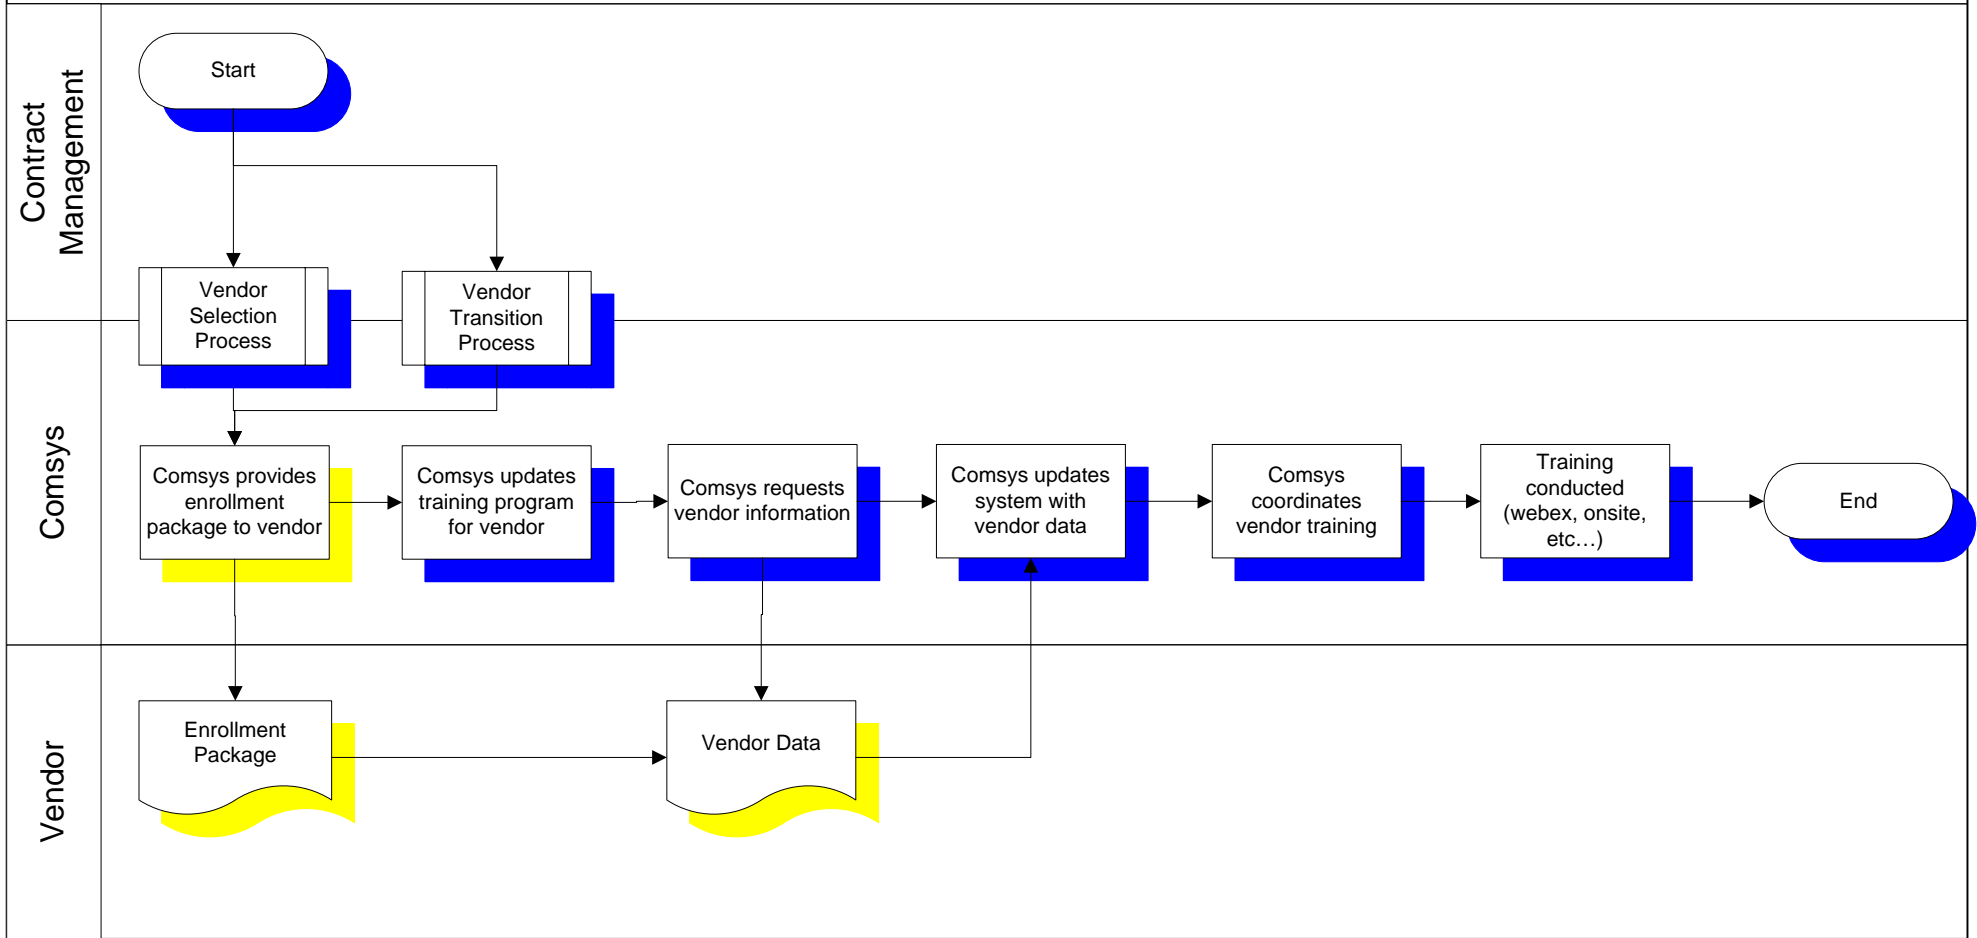 Contract
Management
Start
Vendor
Selection
Process
Vendor
Transition
Process
Comsys
Comsys provides
enrollment
package to vendor
Comsys updates
training program
for vendor
Comsys requests
vendor information
Comsys updates
system with
vendor data
Comsys
coordinates
vendor training
Training
conducted
(webex, onsite,
etc…)
End
Vendor
Enrollment
Package
Vendor Data